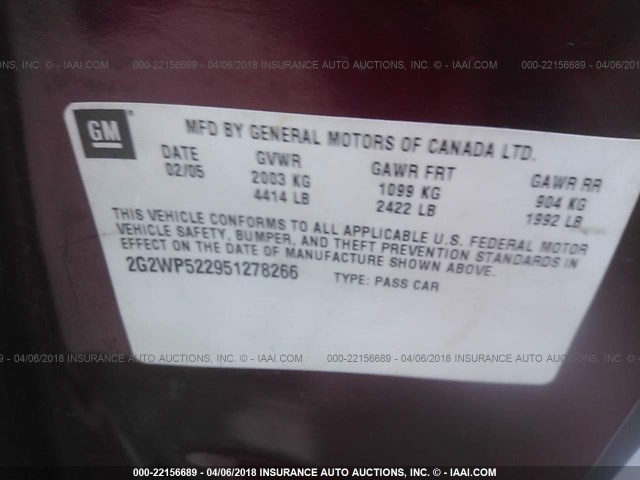 TIONS, INC. - IAAI.COM
000-22156689 - 04/06/2018 INSURANCE AUTO AUCTIONS, INC. - IAAI.COM
000-22156689 - 04/06/2018 INSURANCE
GM
®
MFD BY GENERAL MOTORS OF CANADA LTD.
DATE GVWR GAWR FRT GAWR RR
02/05 2003 KG 1099 KG 904 KG
4414 LB 2422 LB 1992 LB
THIS VEHICLE CONFORMS TO ALL APPLICABLE U.S. FEDERAL MOTOR
VEHICLE SAFETY, BUMPER, AND THEFT PREVENTION STANDARDS IN
EFFECT ON THE DATE OF MANUFACTURE SHOWN ABOVE.
2G2WP522951278266 TYPE: PASS CAR
04/06/2018 INSURANCE AUTO AUCTIONS, INC. - IAAI.COM
000-22156689 - 04/06/2018 INSURANCE AUTO AUCTIONS, INC. - IAAI.COM
000-22156689 - 04/06/2018 INSURANCE AUTO AUCTIONS, INC. - IAAI.COM